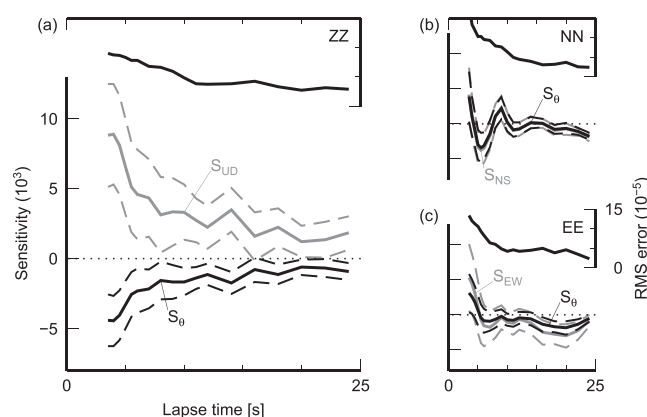 (a)
ZZ
10
5
0
−5
Sensitivity (10³)
S_UD
S_θ
0
25
Lapse time [s]
(b)
NN
S_θ
S_NS
(c)
EE
15
0
RMS error (10⁻⁵)
S_EW
S_θ
0
25